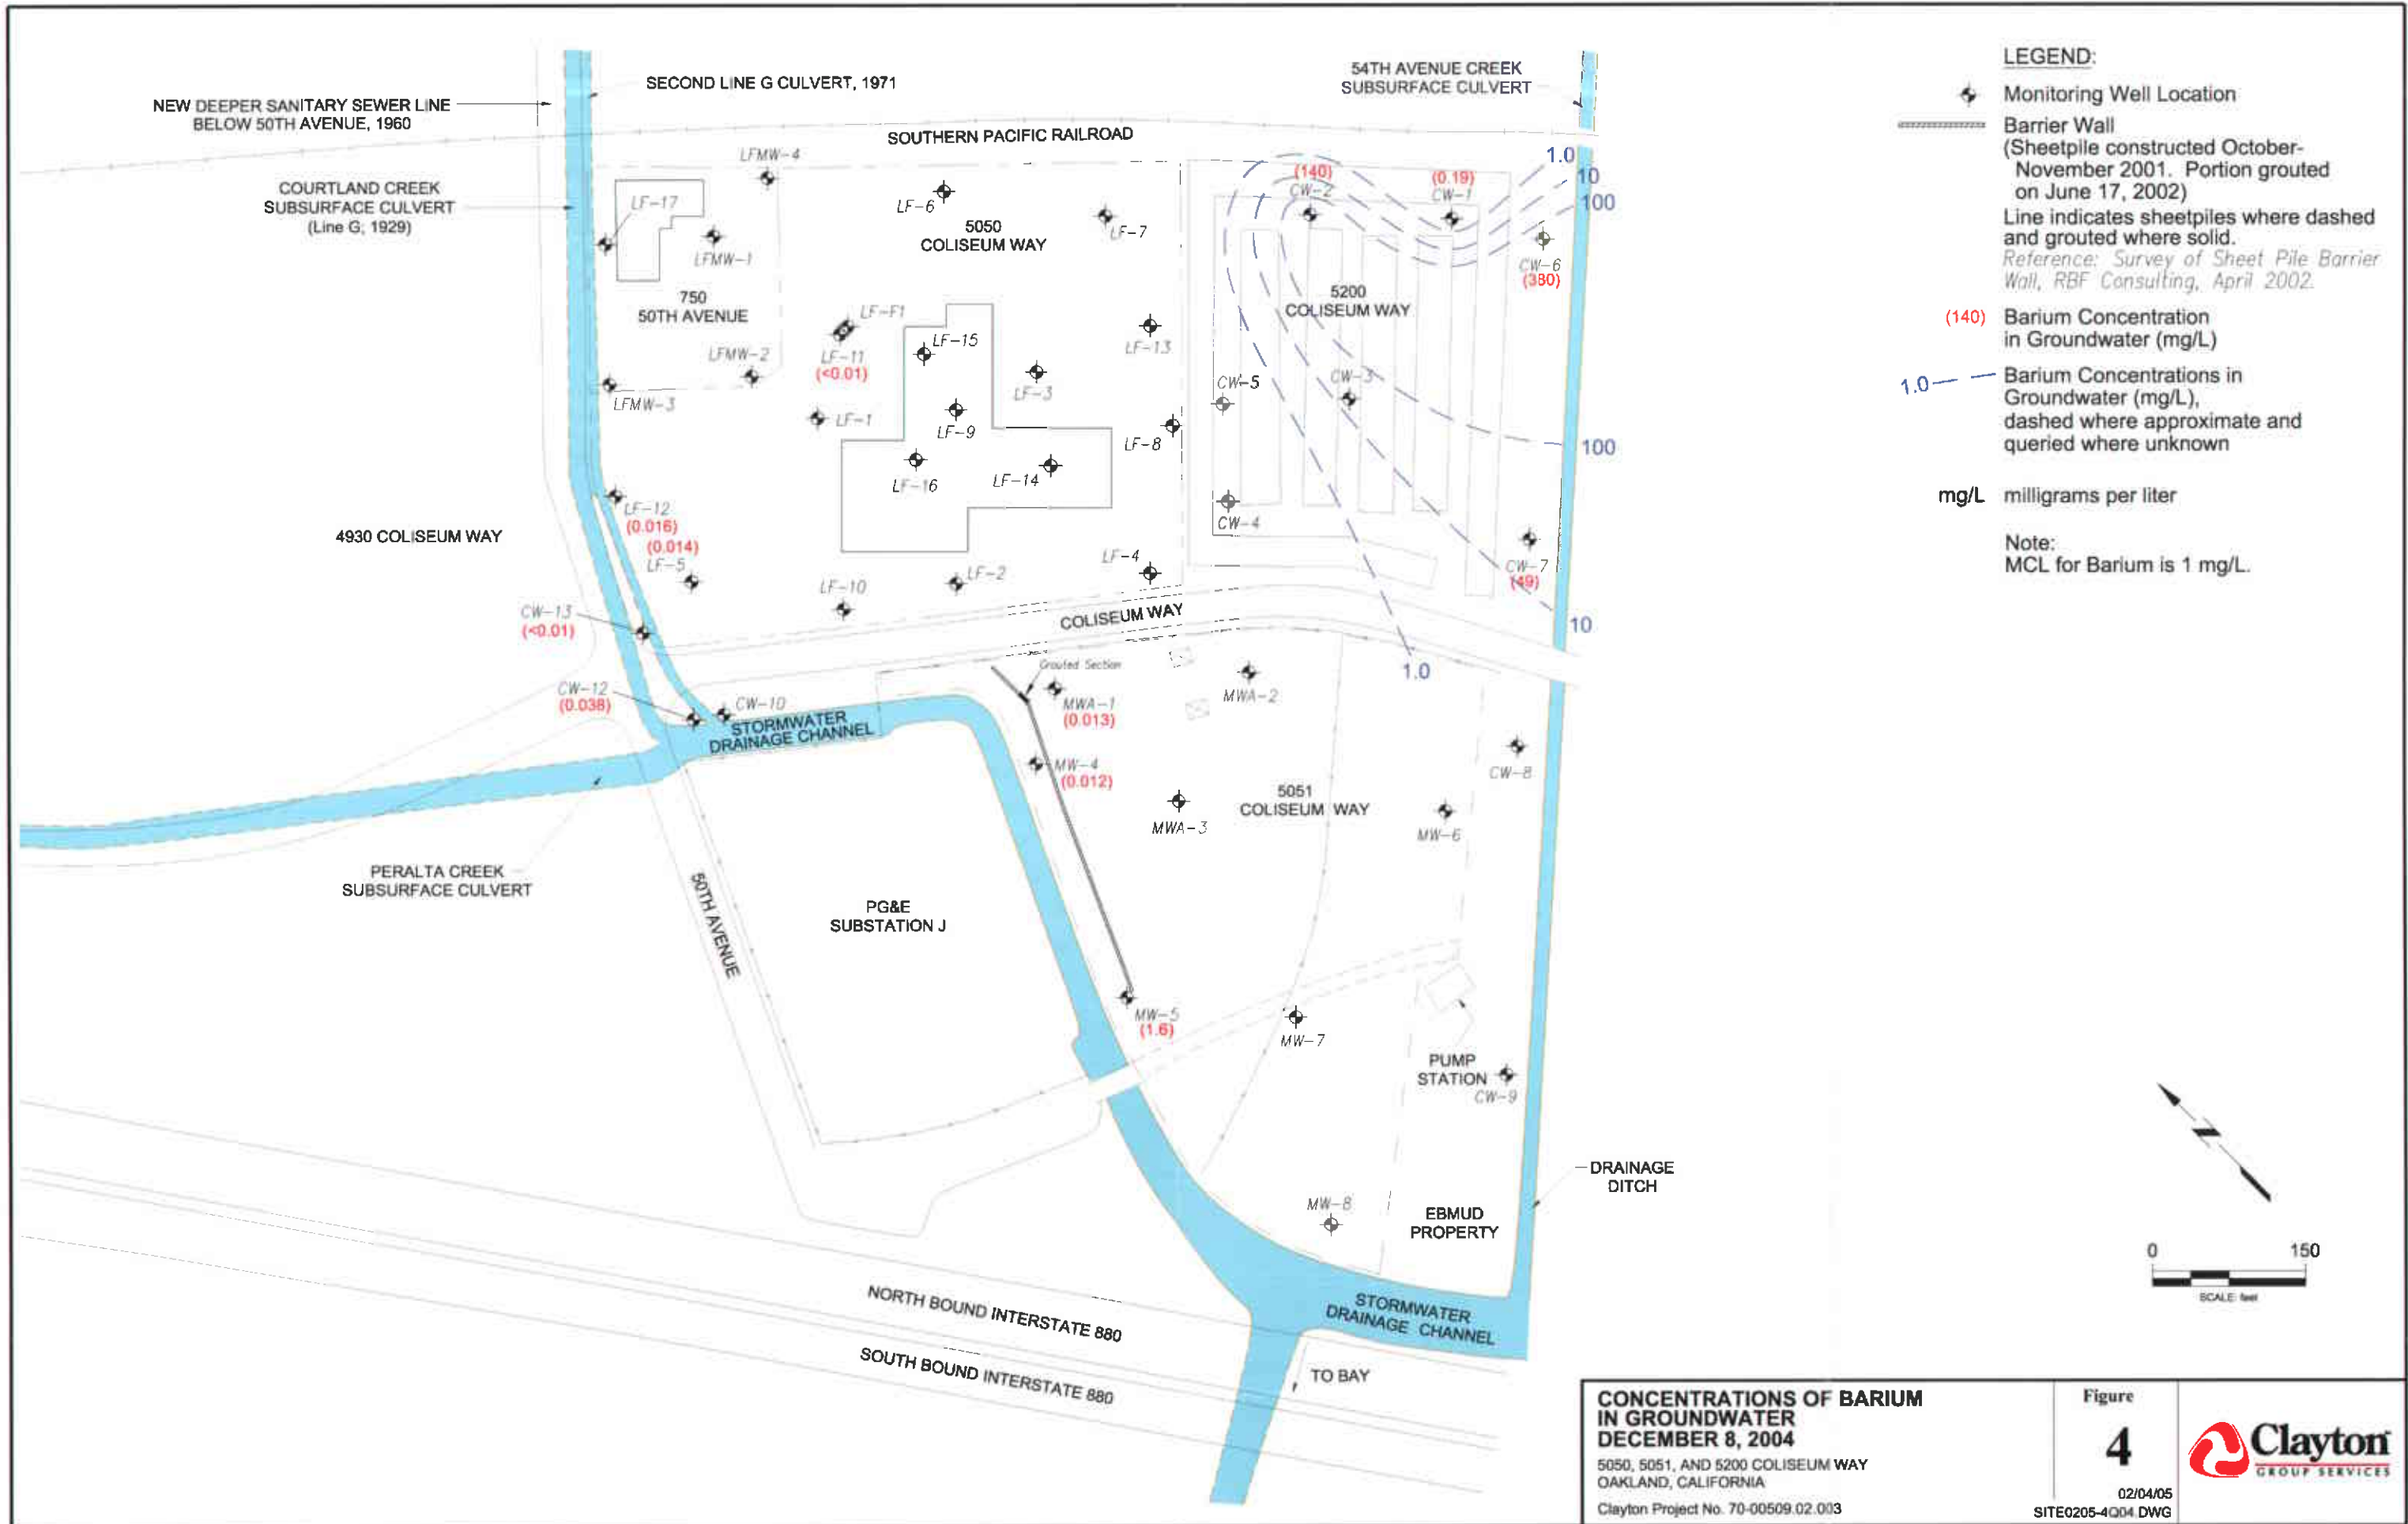 NEW DEEPER SANITARY SEWER LINE
BELOW 50TH AVENUE, 1960
SECOND LINE G CULVERT, 1971
54TH AVENUE CREEK
SUBSURFACE CULVERT
SOUTHERN PACIFIC RAILROAD
COURTLAND CREEK
SUBSURFACE CULVERT
(Line G, 1929)
LFMW-4
LF-17
LFMW-1
750
50TH AVENUE
LFMW-2
LFMW-3
LF-6
5050
COLISEUM WAY
LF-7
LF-F1
LF-11
(<0.01)
LF-15
LF-13
LF-3
LF-1
LF-9
LF-8
LF-16
LF-14
(140)
CW-2
(0.19)
CW-1
1.0
10
100
CW-6
(380)
5200
COLISEUM WAY
CW-5
CW-3
100
CW-4
CW-7
(49)
10
1.0
4930 COLISEUM WAY
LF-12
(0.016)
(0.014)
LF-5
LF-10
LF-2
LF-4
COLISEUM WAY
CW-13
(<0.01)
CW-12
(0.038)
CW-10
STORMWATER
DRAINAGE CHANNEL
Grouted Section
MWA-1
(0.013)
MWA-2
MW-4
(0.012)
MWA-3
5051
COLISEUM WAY
CW-8
MW-6
PERALTA CREEK
SUBSURFACE CULVERT
50TH AVENUE
PG&E
SUBSTATION J
MW-5
(1.6)
MW-7
PUMP
STATION
CW-9
MW-8
EBMUD
PROPERTY
DRAINAGE
DITCH
STORMWATER
DRAINAGE CHANNEL
NORTH BOUND INTERSTATE 880
SOUTH BOUND INTERSTATE 880
TO BAY
LEGEND:
Monitoring Well Location
Barrier Wall
(Sheetpile constructed October-
November 2001. Portion grouted
on June 17, 2002)
Line indicates sheetpiles where dashed
and grouted where solid.
Reference: Survey of Sheet Pile Barrier
Wall, RBF Consulting, April 2002.
(140) Barium Concentration
in Groundwater (mg/L)
1.0 Barium Concentrations in
Groundwater (mg/L),
dashed where approximate and
queried where unknown
mg/L milligrams per liter
Note:
MCL for Barium is 1 mg/L.
0 150
SCALE: feet
CONCENTRATIONS OF BARIUM
IN GROUNDWATER
DECEMBER 8, 2004
5050, 5051, AND 5200 COLISEUM WAY
OAKLAND, CALIFORNIA
Clayton Project No. 70-00509.02.003
Figure
4
02/04/05
SITE0205-4Q04.DWG
Clayton
GROUP SERVICES